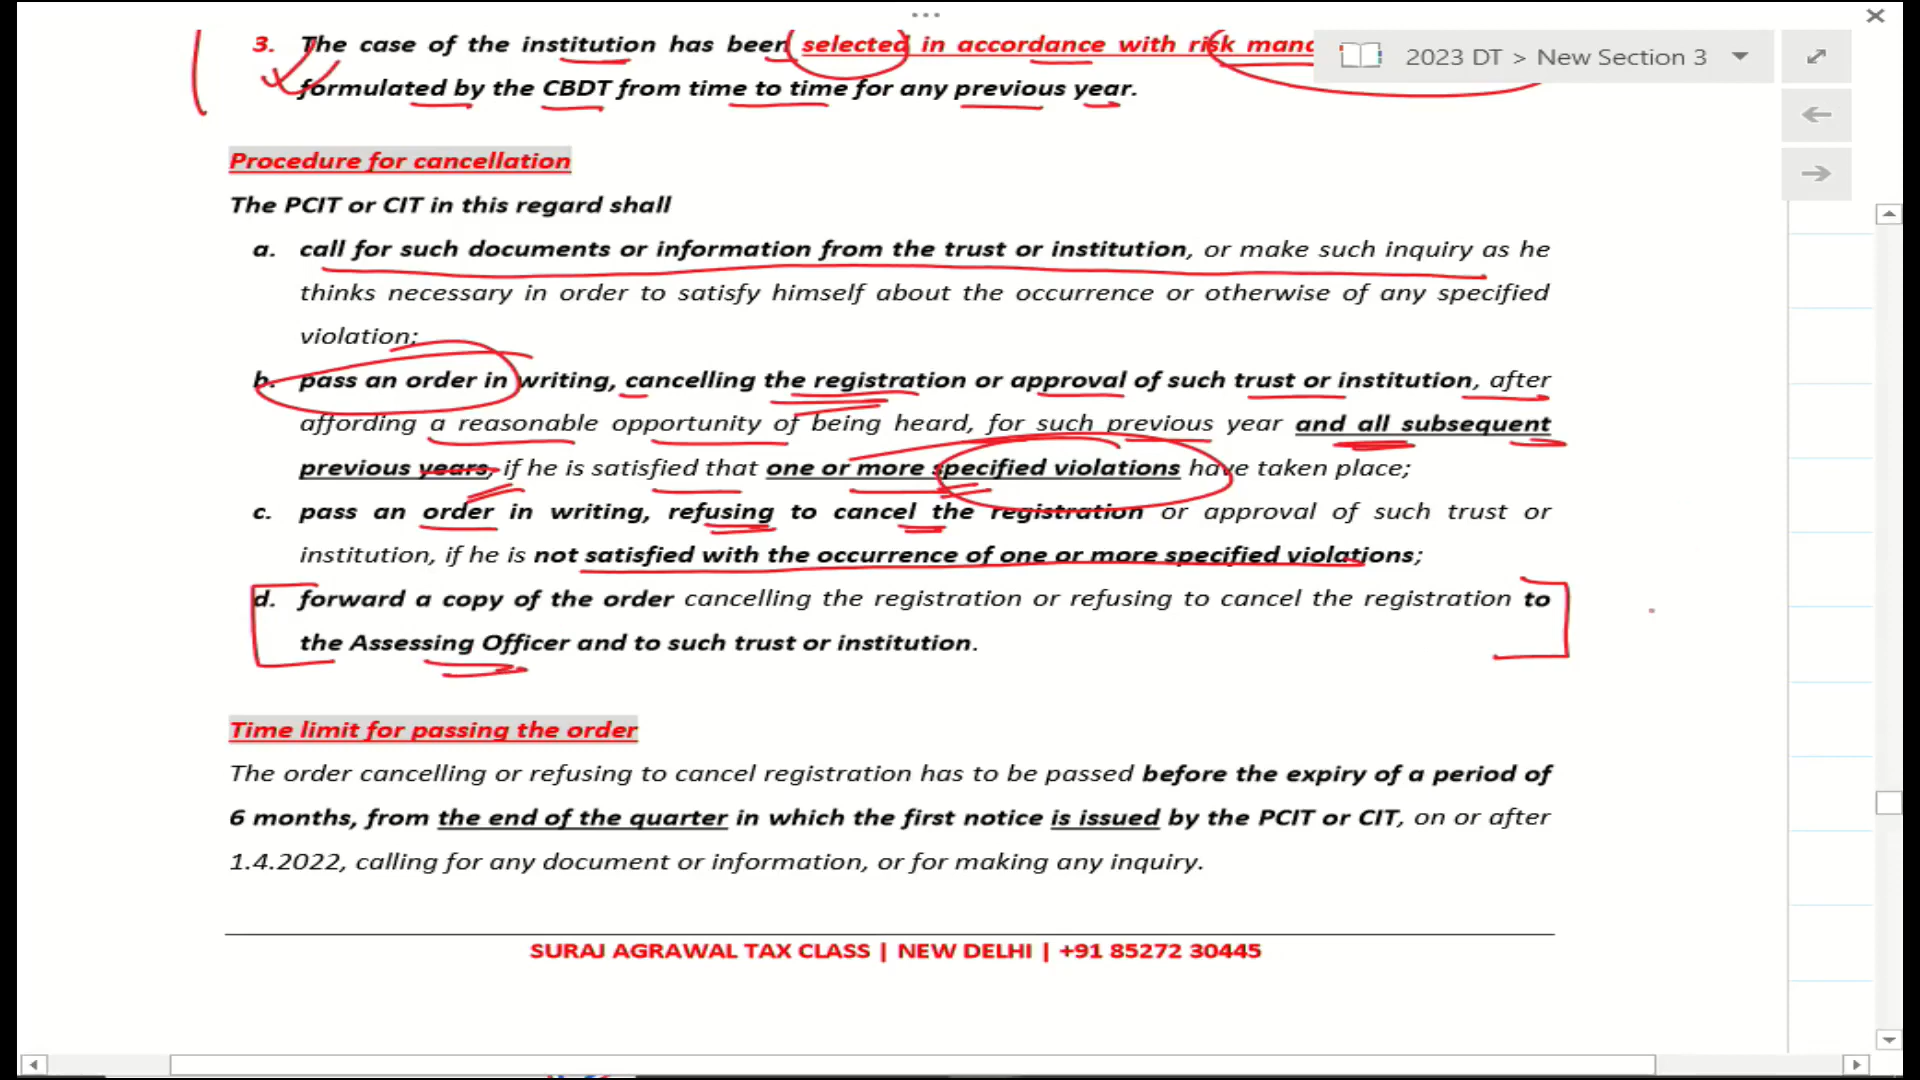 3. The case of the institution has been selected in accordance with risk
2023 DT > New Section 3
formulated by the CBDT from time to time for any previous year.
Procedure for cancellation
The PCIT or CIT in this regard shall
a. call for such documents or information from the trust or institution, or make such inquiry as he
thinks necessary in order to satisfy himself about the occurrence or otherwise of any specified
violation;
b. pass an order in writing, cancelling the registration or approval of such trust or institution, after
affording a reasonable opportunity of being heard, for such previous year and all subsequent
previous years, if he is satisfied that one or more specified violations have taken place;
c. pass an order in writing, refusing to cancel the registration or approval of such trust or
institution, if he is not satisfied with the occurrence of one or more specified violations;
d. forward a copy of the order cancelling the registration or refusing to cancel the registration to
the Assessing Officer and to such trust or institution.
Time limit for passing the order
The order cancelling or refusing to cancel registration has to be passed before the expiry of a period of
6 months, from the end of the quarter in which the first notice is issued by the PCIT or CIT, on or after
1.4.2022, calling for any document or information, or for making any inquiry.
SURAJ AGRAWAL TAX CLASS | NEW DELHI | +91 85272 30445